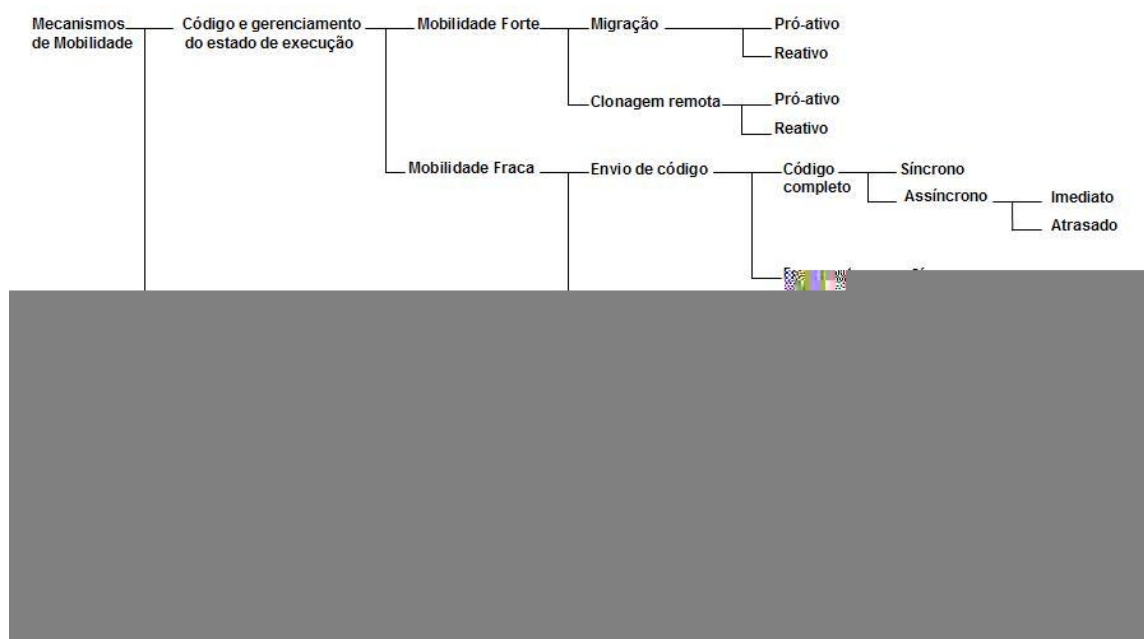 Mecanismos de Mobilidade
Código e gerenciamento do estado de execução
Mobilidade Forte
Migração
Pró-ativo
Reativo
Clonagem remota
Pró-ativo
Reativo
Mobilidade Fraca
Envio de código
Código completo
Síncrono
Assíncrono
Imediato
Atrasado